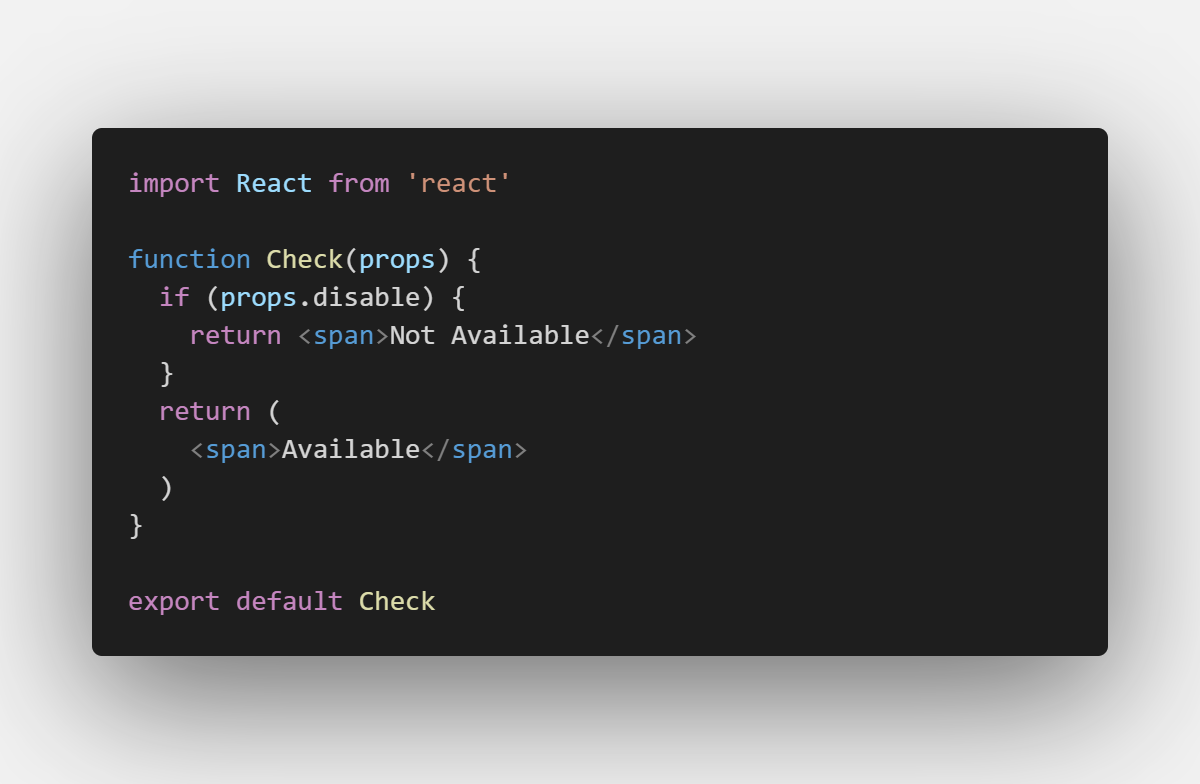 import React from 'react'

function Check(props) {
  if (props.disable) {
    return <span>Not Available</span>
  }
  return (
    <span>Available</span>
  )
}

export default Check